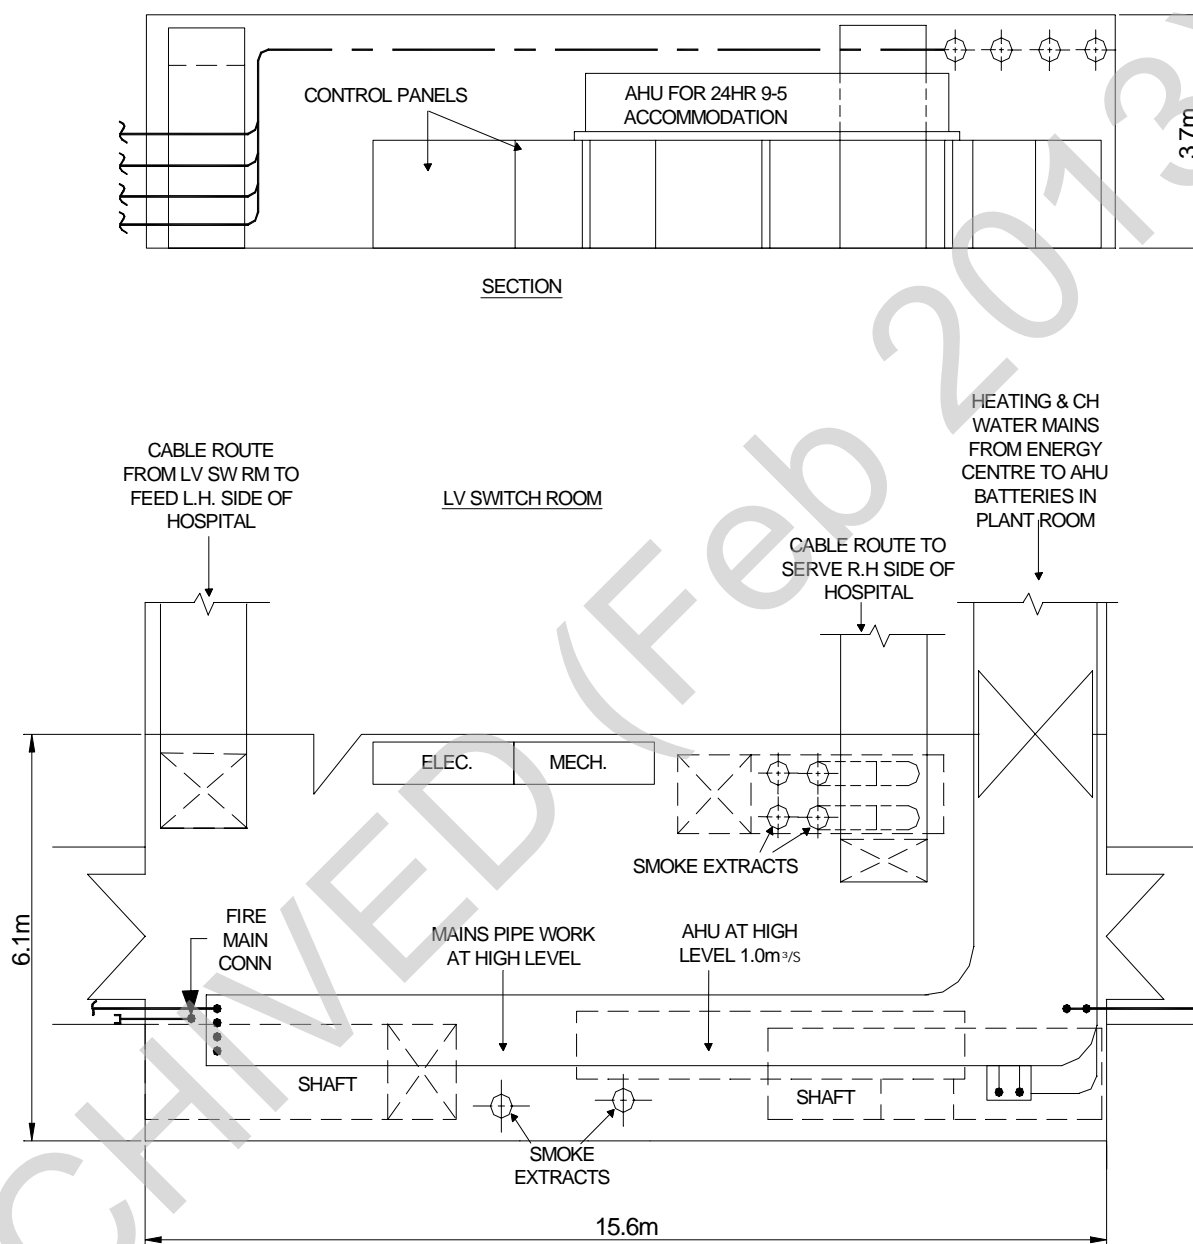 CONTROL PANELS
AHU FOR 24HR 9-5
ACCOMMODATION
3.7m
SECTION
HEATING & CH
WATER MAINS
FROM ENERGY
CENTRE TO AHU
BATTERIES IN
PLANT ROOM
CABLE ROUTE
FROM LV SW RM TO
FEED L.H. SIDE OF
HOSPITAL
LV SWITCH ROOM
CABLE ROUTE TO
SERVE R.H SIDE OF
HOSPITAL
ELEC.
MECH.
SMOKE EXTRACTS
FIRE
MAIN
CONN
MAINS PIPE WORK
AT HIGH LEVEL
AHU AT HIGH
LEVEL 1.0m³/S
6.1m
SHAFT
SHAFT
SMOKE
EXTRACTS
15.6m
CHIVED (Feb 2013)